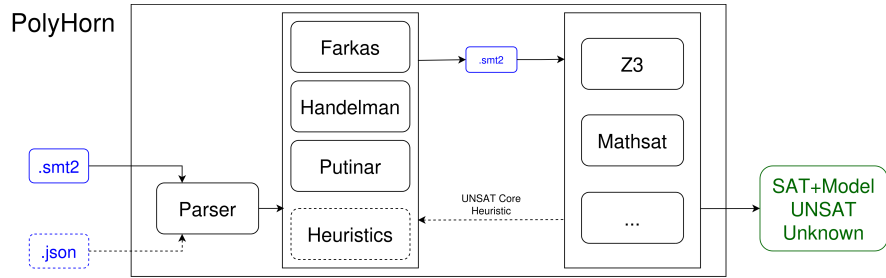 PolyHorn
Farkas
Handelman
Putinar
Heuristics
.smt2
.json
Parser
.smt2
UNSAT Core
Heuristic
Z3
Mathsat
...
SAT+Model
UNSAT
Unknown